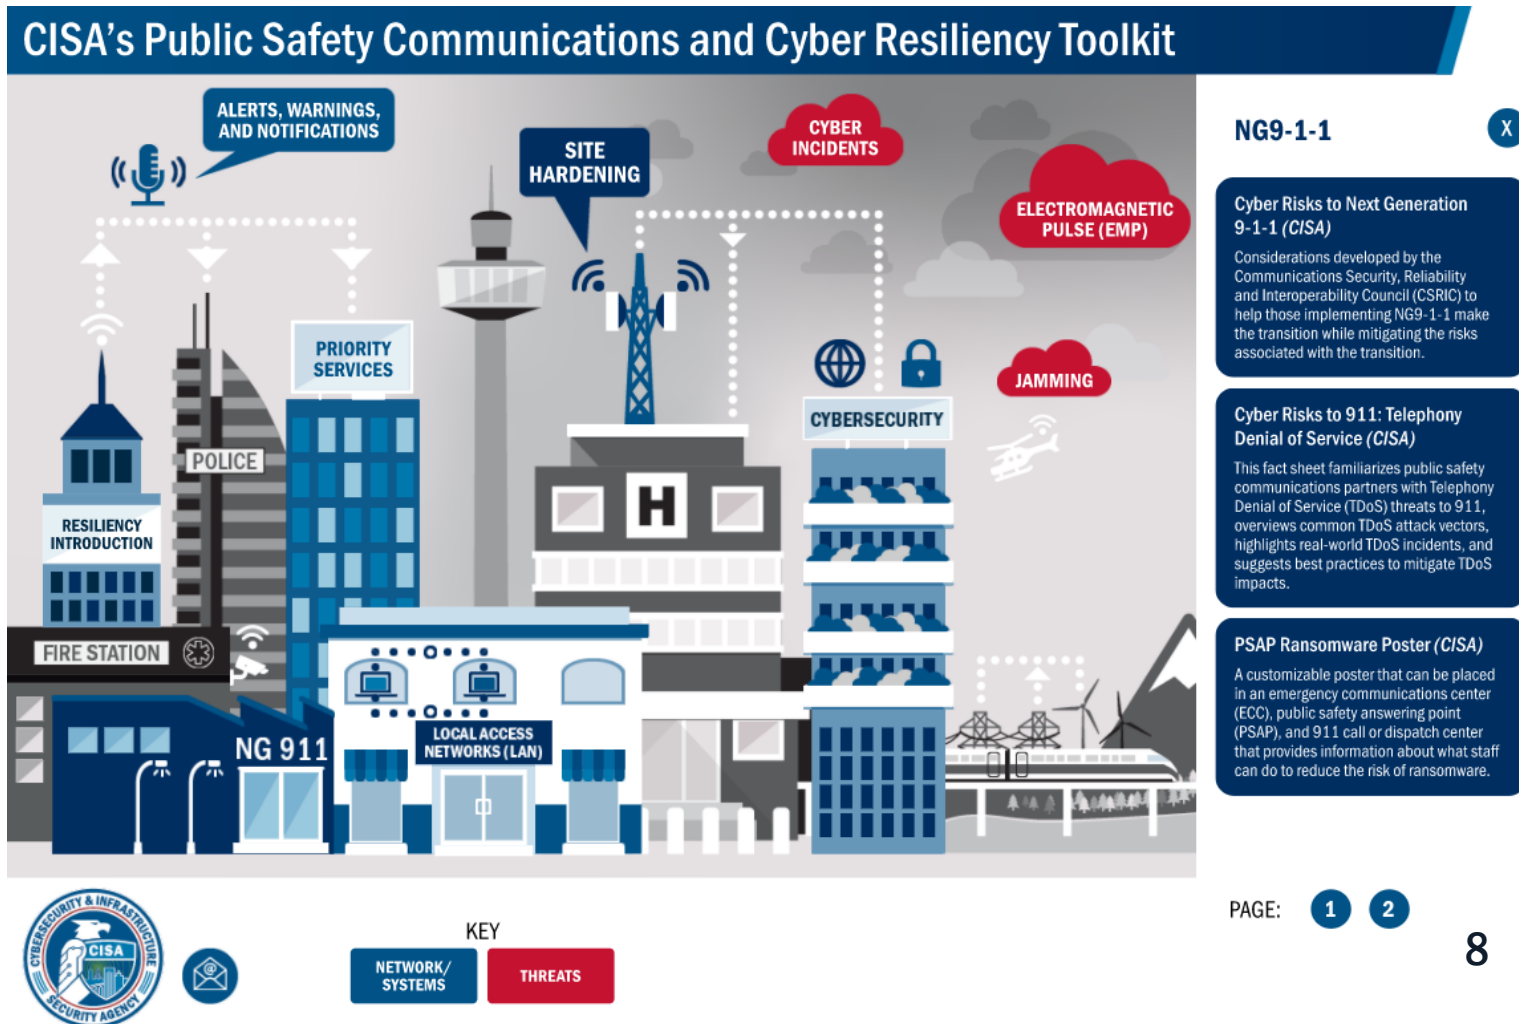 CISA's Public Safety Communications and Cyber Resiliency Toolkit
ALERTS, WARNINGS,
AND NOTIFICATIONS
SITE
HARDENING
CYBER
INCIDENTS
ELECTROMAGNETIC
PULSE (EMP)
JAMMING
PRIORITY
SERVICES
CYBERSECURITY
POLICE
RESILIENCY
INTRODUCTION
H
FIRE STATION
NG 911
LOCAL ACCESS
NETWORKS (LAN)
NG9-1-1
X
Cyber Risks to Next Generation
9-1-1 (CISA)
Considerations developed by the
Communications Security, Reliability
and Interoperability Council (CSRIC) to
help those implementing NG9-1-1 make
the transition while mitigating the risks
associated with the transition.
Cyber Risks to 911: Telephony
Denial of Service (CISA)
This fact sheet familiarizes public safety
communications partners with Telephony
Denial of Service (TDoS) threats to 911,
overviews common TDoS attack vectors,
highlights real-world TDoS incidents, and
suggests best practices to mitigate TDoS
impacts.
PSAP Ransomware Poster (CISA)
A customizable poster that can be placed
in an emergency communications center
(ECC), public safety answering point
(PSAP), and 911 call or dispatch center
that provides information about what staff
can do to reduce the risk of ransomware.
PAGE: 1 2
8
CYBERSECURITY & INFRASTRUCTURE
SECURITY AGENCY
CISA
@
KEY
NETWORK/
SYSTEMS
THREATS